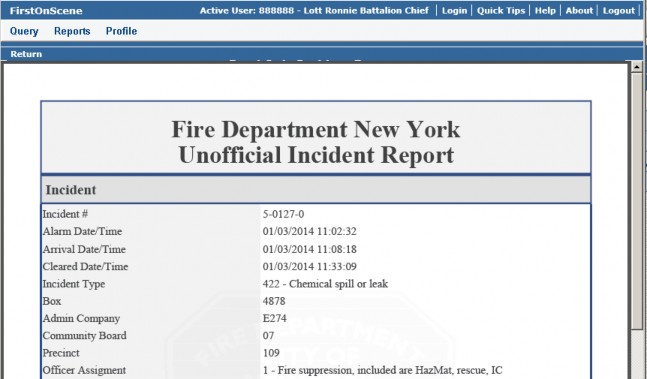 FirstOnScene Active User: 888888 - Lott Ronnie Battalion Chief | Login | Quick Tips | Help | About | Logout |
Query Reports Profile
Return
Fire Department New York
Unofficial Incident Report
Incident
Incident # 5-0127-0
Alarm Date/Time 01/03/2014 11:02:32
Arrival Date/Time 01/03/2014 11:08:18
Cleared Date/Time 01/03/2014 11:33:09
Incident Type 422 - Chemical spill or leak
Box 4878
Admin Company E274
Community Board 07
Precinct 109
Officer Assigment 1 - Fire suppression, included are HazMat, rescue, IC
FIRE DEPARTMENT
CITY OF